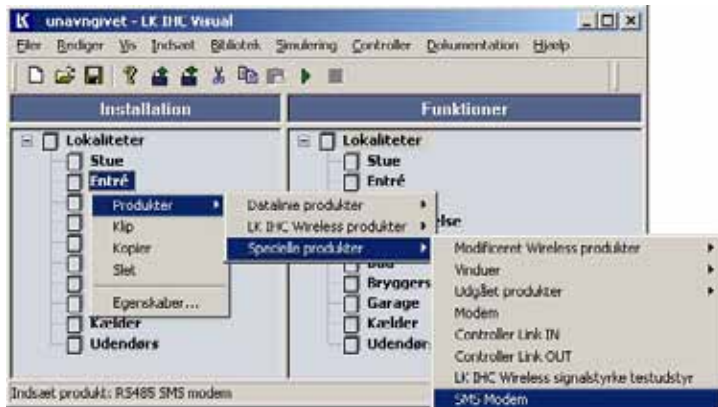 unavngivet - LK IHC Visual
Filer Rediger Vis Indsæt Bibliotek Simulering Controller Dokumentation Hjælp
Installation
Funktioner
Lokaliteter
Stue
Entré
Kælder
Udendørs
Lokaliteter
Stue
Entré
else
Bryggers
Garage
Kælder
Udendør
Produkter
Klip
Kopier
Slet
Egenskaber...
Datalinie produkter
LK IHC Wireless produkter
Specielle produkter
Modificeret Wireless produkter
Vinduer
Udgået produkter
Modem
Controller Link IN
Controller Link OUT
LK IHC Wireless signalstyrke testudstyr
SMS Modem
Indsæt produkt: RS485 SMS modem